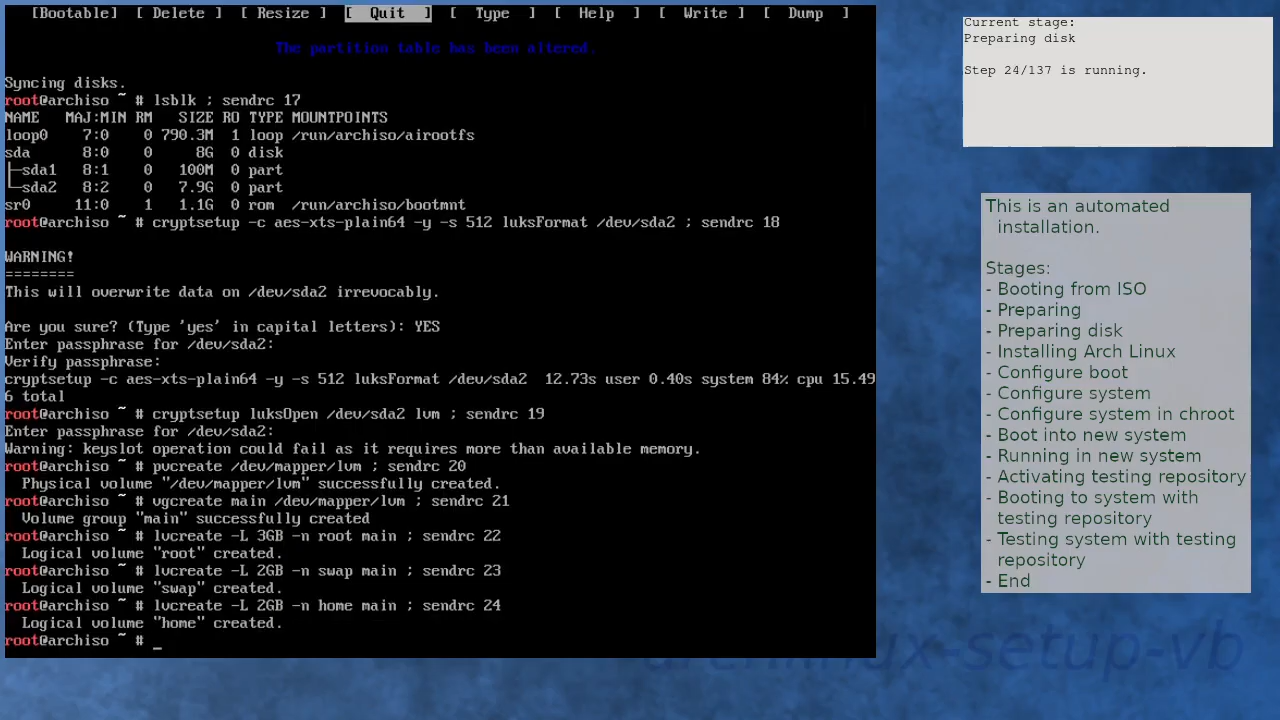 [Bootable] [ Delete ] [ Resize ] [ Quit ] [ Type ] [ Help ] [ Write ] [ Dump ]
The partition table has been altered.
Syncing disks.
root@archiso ~ # lsblk ; sendrc 17
NAME MAJ:MIN RM SIZE RO TYPE MOUNTPOINTS
loop0 7:0 0 790.3M 1 loop /run/archiso/airootfs
sda 8:0 0 8G 0 disk
├─sda1 8:1 0 100M 0 part
└─sda2 8:2 0 7.9G 0 part
sr0 11:0 1 1.1G 0 rom /run/archiso/bootmnt
root@archiso ~ # cryptsetup -c aes-xts-plain64 -y -s 512 luksFormat /dev/sda2 ; sendrc 18
WARNING!
========
This will overwrite data on /dev/sda2 irrevocably.
Are you sure? (Type 'yes' in capital letters): YES
Enter passphrase for /dev/sda2:
Verify passphrase:
cryptsetup -c aes-xts-plain64 -y -s 512 luksFormat /dev/sda2 12.73s user 0.40s system 84% cpu 15.49
6 total
root@archiso ~ # cryptsetup luksOpen /dev/sda2 lvm ; sendrc 19
Enter passphrase for /dev/sda2:
Warning: keyslot operation could fail as it requires more than available memory.
root@archiso ~ # pvcreate /dev/mapper/lvm ; sendrc 20
Physical volume "/dev/mapper/lvm" successfully created.
root@archiso ~ # vgcreate main /dev/mapper/lvm ; sendrc 21
Volume group "main" successfully created
root@archiso ~ # lvcreate -L 3GB -n root main ; sendrc 22
Logical volume "root" created.
root@archiso ~ # lvcreate -L 2GB -n swap main ; sendrc 23
Logical volume "swap" created.
root@archiso ~ # lvcreate -L 2GB -n home main ; sendrc 24
Logical volume "home" created.
root@archiso ~ # _
Current stage:
Preparing disk
Step 24/137 is running.
This is an automated
installation.
Stages:
- Booting from ISO
- Preparing
- Preparing disk
- Installing Arch Linux
- Configure boot
- Configure system
- Configure system in chroot
- Boot into new system
- Running in new system
- Activating testing repository
- Booting to system with
testing repository
- Testing system with testing
repository
- End
archlinux-setup-vb